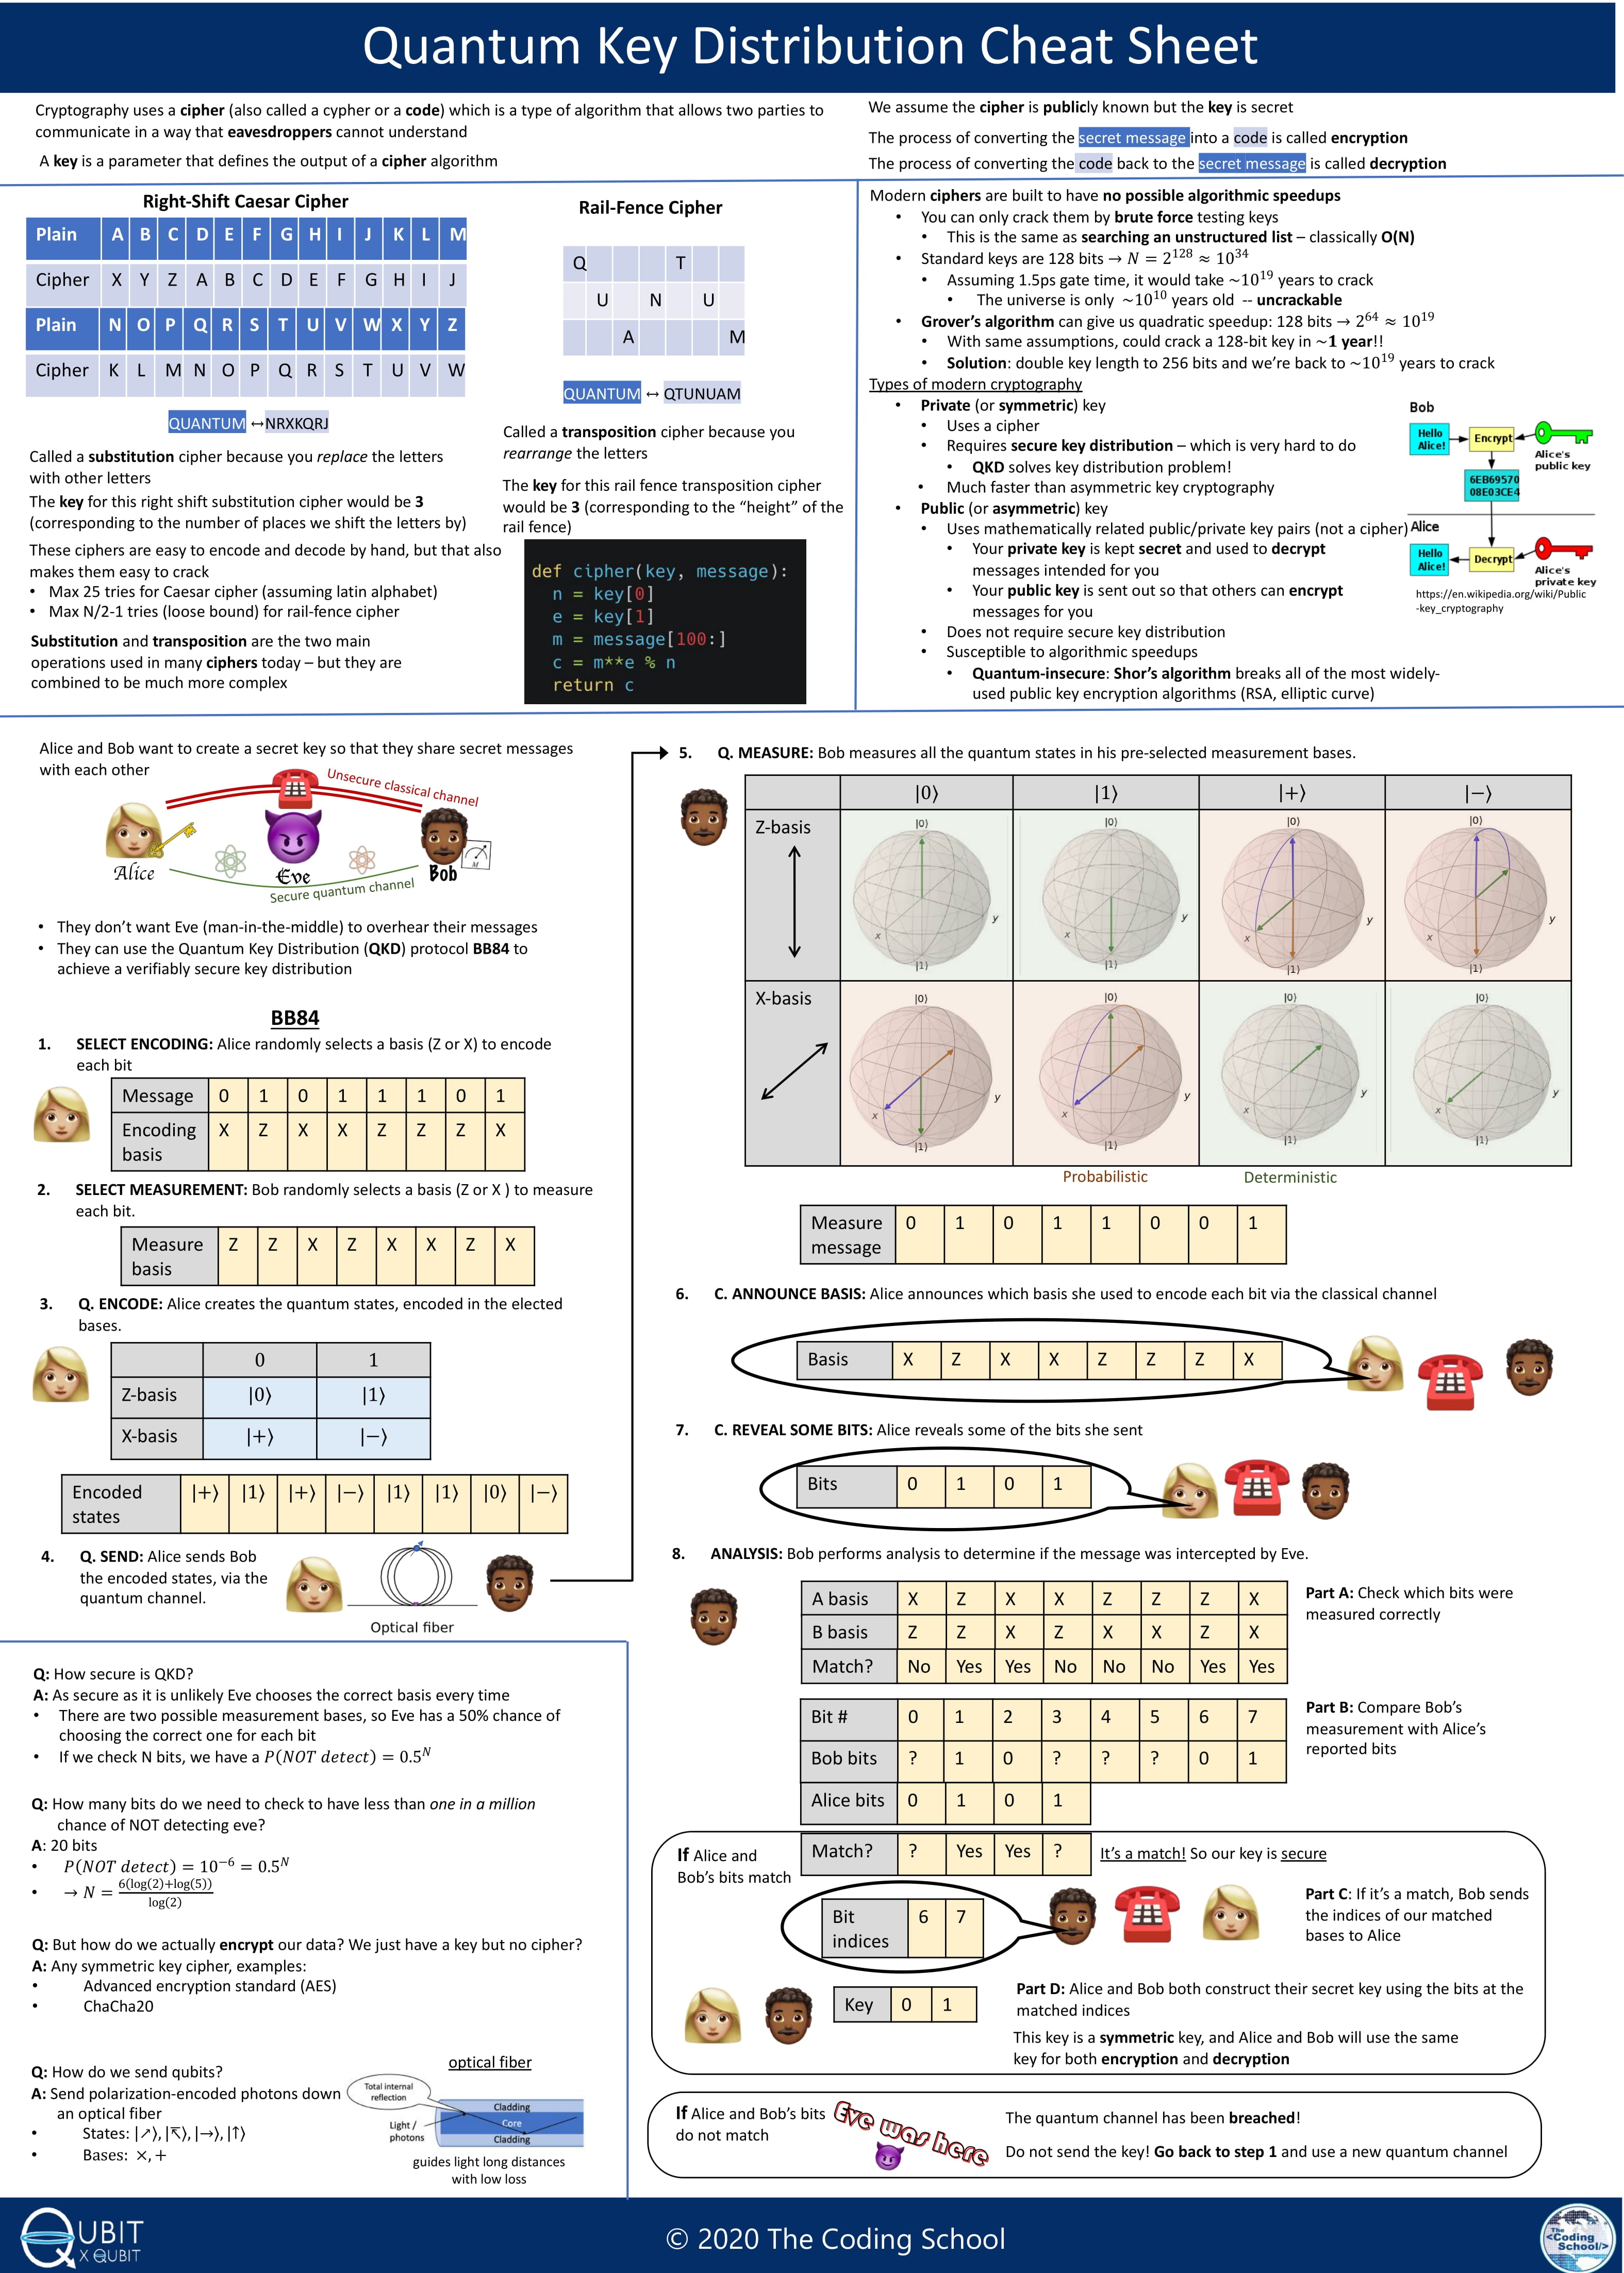 Quantum Key Distribution Cheat Sheet
Cryptography uses a cipher (also called a cypher or a code) which is a type of algorithm that allows two parties to
communicate in a way that eavesdroppers cannot understand
A key is a parameter that defines the output of a cipher algorithm
We assume the cipher is publicly known but the key is secret
The process of converting the secret message into a code is called encryption
The process of converting the code back to the secret message is called decryption
Right-Shift Caesar Cipher
Plain A B C D E F G H I J K L M
Cipher X Y Z A B C D E F G H I J
Plain N O P Q R S T U V W X Y Z
Cipher K L M N O P Q R S T U V W
QUANTUM ↔NRXKQRJ
Called a substitution cipher because you replace the letters
with other letters
The key for this right shift substitution cipher would be 3
(corresponding to the number of places we shift the letters by)
These ciphers are easy to encode and decode by hand, but that also
makes them easy to crack
• Max 25 tries for Caesar cipher (assuming latin alphabet)
• Max N/2-1 tries (loose bound) for rail-fence cipher
Substitution and transposition are the two main
operations used in many ciphers today – but they are
combined to be much more complex
Rail-Fence Cipher
Q T
U N U
A M
QUANTUM ↔ QTUNUAM
Called a transposition cipher because you
rearrange the letters
The key for this rail fence transposition cipher
would be 3 (corresponding to the “height” of the
rail fence)
def cipher(key, message):
n = key[0]
e = key[1]
m = message[100:]
c = m**e % n
return c
Modern ciphers are built to have no possible algorithmic speedups
• You can only crack them by brute force testing keys
• This is the same as searching an unstructured list – classically O(N)
• Standard keys are 128 bits → N = 2^128 ≈ 10^34
• Assuming 1.5ps gate time, it would take ~10^19 years to crack
• The universe is only ~10^10 years old -- uncrackable
• Grover's algorithm can give us quadratic speedup: 128 bits → 2^64 ≈ 10^19
• With same assumptions, could crack a 128-bit key in ~1 year!!
• Solution: double key length to 256 bits and we’re back to ~10^19 years to crack
Types of modern cryptography
• Private (or symmetric) key
• Uses a cipher
• Requires secure key distribution – which is very hard to do
• QKD solves key distribution problem!
• Much faster than asymmetric key cryptography
• Public (or asymmetric) key
• Uses mathematically related public/private key pairs (not a cipher)
• Your private key is kept secret and used to decrypt
messages intended for you
• Your public key is sent out so that others can encrypt
messages for you
• Does not require secure key distribution
• Susceptible to algorithmic speedups
• Quantum-insecure: Shor’s algorithm breaks all of the most widely-
used public key encryption algorithms (RSA, elliptic curve)
Bob
Hello
Alice!
Encrypt
Alice's
public key
6EB69570
08E03CE4
Alice
Hello
Alice!
Decrypt
Alice's
private key
https://en.wikipedia.org/wiki/Public
-key_cryptography
Alice and Bob want to create a secret key so that they share secret messages
with each other
Unsecure classical channel
Alice
Eve
Bob
M
Secure quantum channel
• They don’t want Eve (man-in-the-middle) to overhear their messages
• They can use the Quantum Key Distribution (QKD) protocol BB84 to
achieve a verifiably secure key distribution
BB84
1. SELECT ENCODING: Alice randomly selects a basis (Z or X) to encode
each bit
Message 0 1 0 1 1 1 0 1
Encoding
basis X Z X X Z Z Z X
2. SELECT MEASUREMENT: Bob randomly selects a basis (Z or X ) to measure
each bit.
Measure
basis Z Z X Z X X Z X
3. Q. ENCODE: Alice creates the quantum states, encoded in the elected
bases.
0 1
Z-basis |0⟩ |1⟩
X-basis |+⟩ |−⟩
Encoded
states |+⟩ |1⟩ |+⟩ |−⟩ |1⟩ |1⟩ |0⟩ |−⟩
4. Q. SEND: Alice sends Bob
the encoded states, via the
quantum channel.
Optical fiber
5. Q. MEASURE: Bob measures all the quantum states in his pre-selected measurement bases.
|0⟩ |1⟩ |+⟩ |−⟩
Z-basis
|0⟩ |0⟩ |0⟩ |0⟩
x y x y x y x y
|1⟩ |1⟩ |1⟩ |1⟩
X-basis
|0⟩ |0⟩ |0⟩ |0⟩
x y x y x y x y
|1⟩ |1⟩ |1⟩ |1⟩
Probabilistic Deterministic
Measure
message 0 1 0 1 1 0 0 1
6. C. ANNOUNCE BASIS: Alice announces which basis she used to encode each bit via the classical channel
Basis X Z X X Z Z Z X
7. C. REVEAL SOME BITS: Alice reveals some of the bits she sent
Bits 0 1 0 1
8. ANALYSIS: Bob performs analysis to determine if the message was intercepted by Eve.
A basis X Z X X Z Z Z X
B basis Z Z X Z X X Z X
Match? No Yes Yes No No No Yes Yes
Part A: Check which bits were
measured correctly
Bit # 0 1 2 3 4 5 6 7
Bob bits ? 1 0 ? ? ? 0 1
Alice bits 0 1 0 1
Part B: Compare Bob’s
measurement with Alice’s
reported bits
If Alice and
Bob’s bits match
Match? ? Yes Yes ?
It’s a match! So our key is secure
Bit
indices 6 7
Part C: If it’s a match, Bob sends
the indices of our matched
bases to Alice
Key 0 1
Part D: Alice and Bob both construct their secret key using the bits at the
matched indices
This key is a symmetric key, and Alice and Bob will use the same
key for both encryption and decryption
If Alice and Bob’s bits
do not match
Eve was here
The quantum channel has been breached!
Do not send the key! Go back to step 1 and use a new quantum channel
Q: How secure is QKD?
A: As secure as it is unlikely Eve chooses the correct basis every time
• There are two possible measurement bases, so Eve has a 50% chance of
choosing the correct one for each bit
• If we check N bits, we have a P(NOT detect) = 0.5^N
Q: How many bits do we need to check to have less than one in a million
chance of NOT detecting eve?
A: 20 bits
• P(NOT detect) = 10^−6 = 0.5^N
• → N = 6(log(2)+log(5)) / log(2)
Q: But how do we actually encrypt our data? We just have a key but no cipher?
A: Any symmetric key cipher, examples:
• Advanced encryption standard (AES)
• ChaCha20
Q: How do we send qubits?
A: Send polarization-encoded photons down
an optical fiber
• States: |↗⟩, |↸⟩, |→⟩, |↑⟩
• Bases: ×, +
optical fiber
Total internal
reflection
Light /
photons
Cladding
Core
Cladding
guides light long distances
with low loss
QUBIT
X QUBIT
© 2020 The Coding School
The
<Coding
School/>